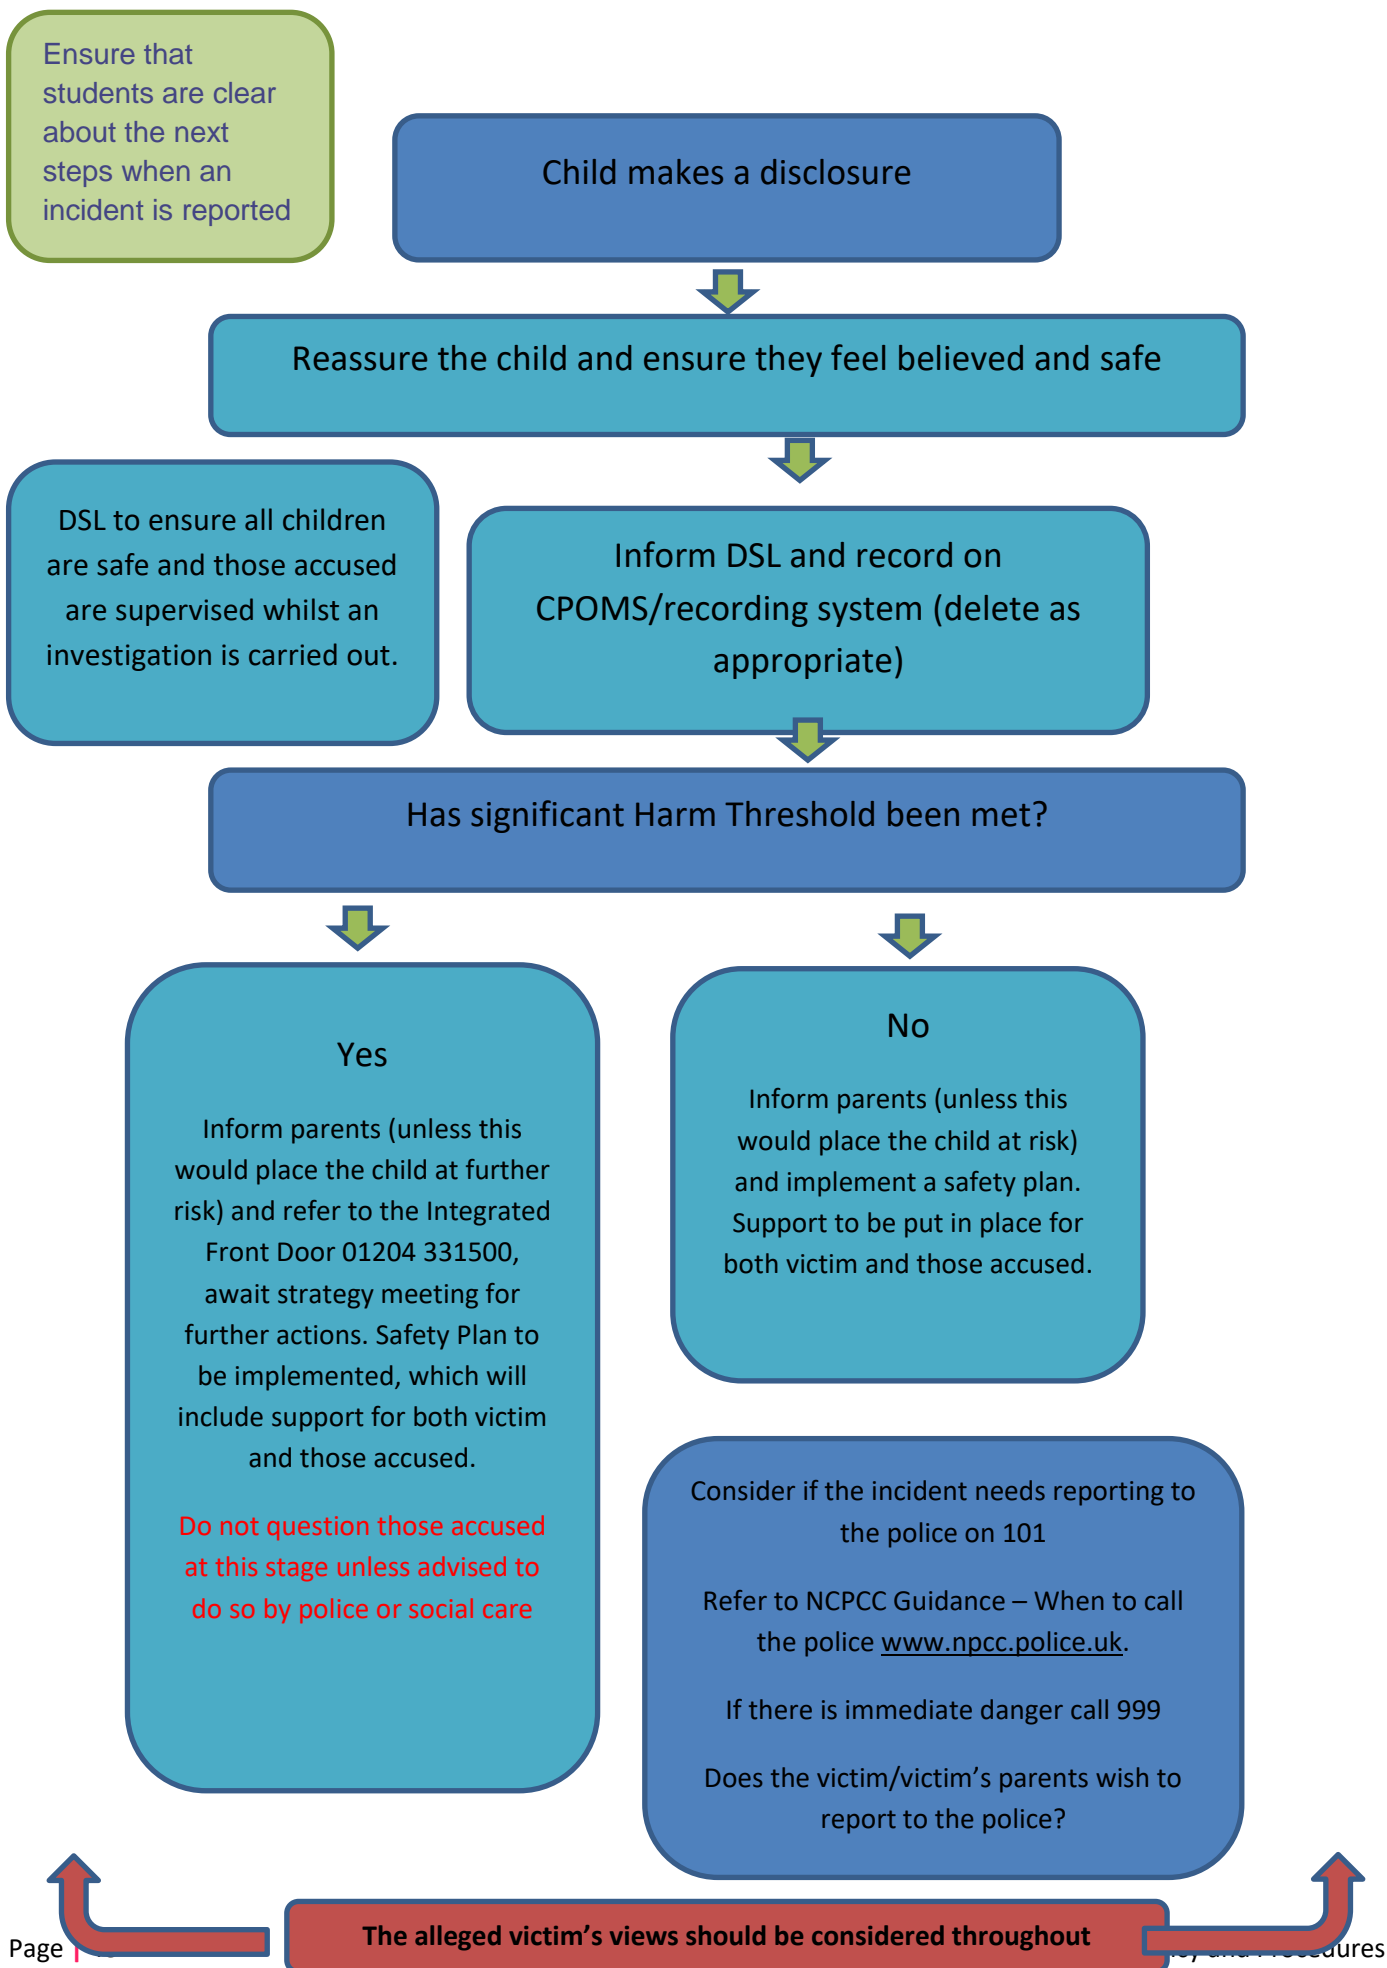 Ensure that
students are clear
about the next
steps when an
incident is reported
Child makes a disclosure
Reassure the child and ensure they feel believed and safe
DSL to ensure all children
are safe and those accused
are supervised whilst an
investigation is carried out.
Inform DSL and record on
CPOMS/recording system (delete as
appropriate)
Has significant Harm Threshold been met?
Yes
Inform parents (unless this
would place the child at further
risk) and refer to the Integrated
Front Door 01204 331500,
await strategy meeting for
further actions. Safety Plan to
be implemented, which will
include support for both victim
and those accused.
Do not question those accused
at this stage unless advised to
do so by police or social care
No
Inform parents (unless this
would place the child at risk)
and implement a safety plan.
Support to be put in place for
both victim and those accused.
Consider if the incident needs reporting to
the police on 101
Refer to NCPCC Guidance – When to call
the police www.npcc.police.uk.
If there is immediate danger call 999
Does the victim/victim's parents wish to
report to the police?
The alleged victim's views should be considered throughout
Page |
and Procedures